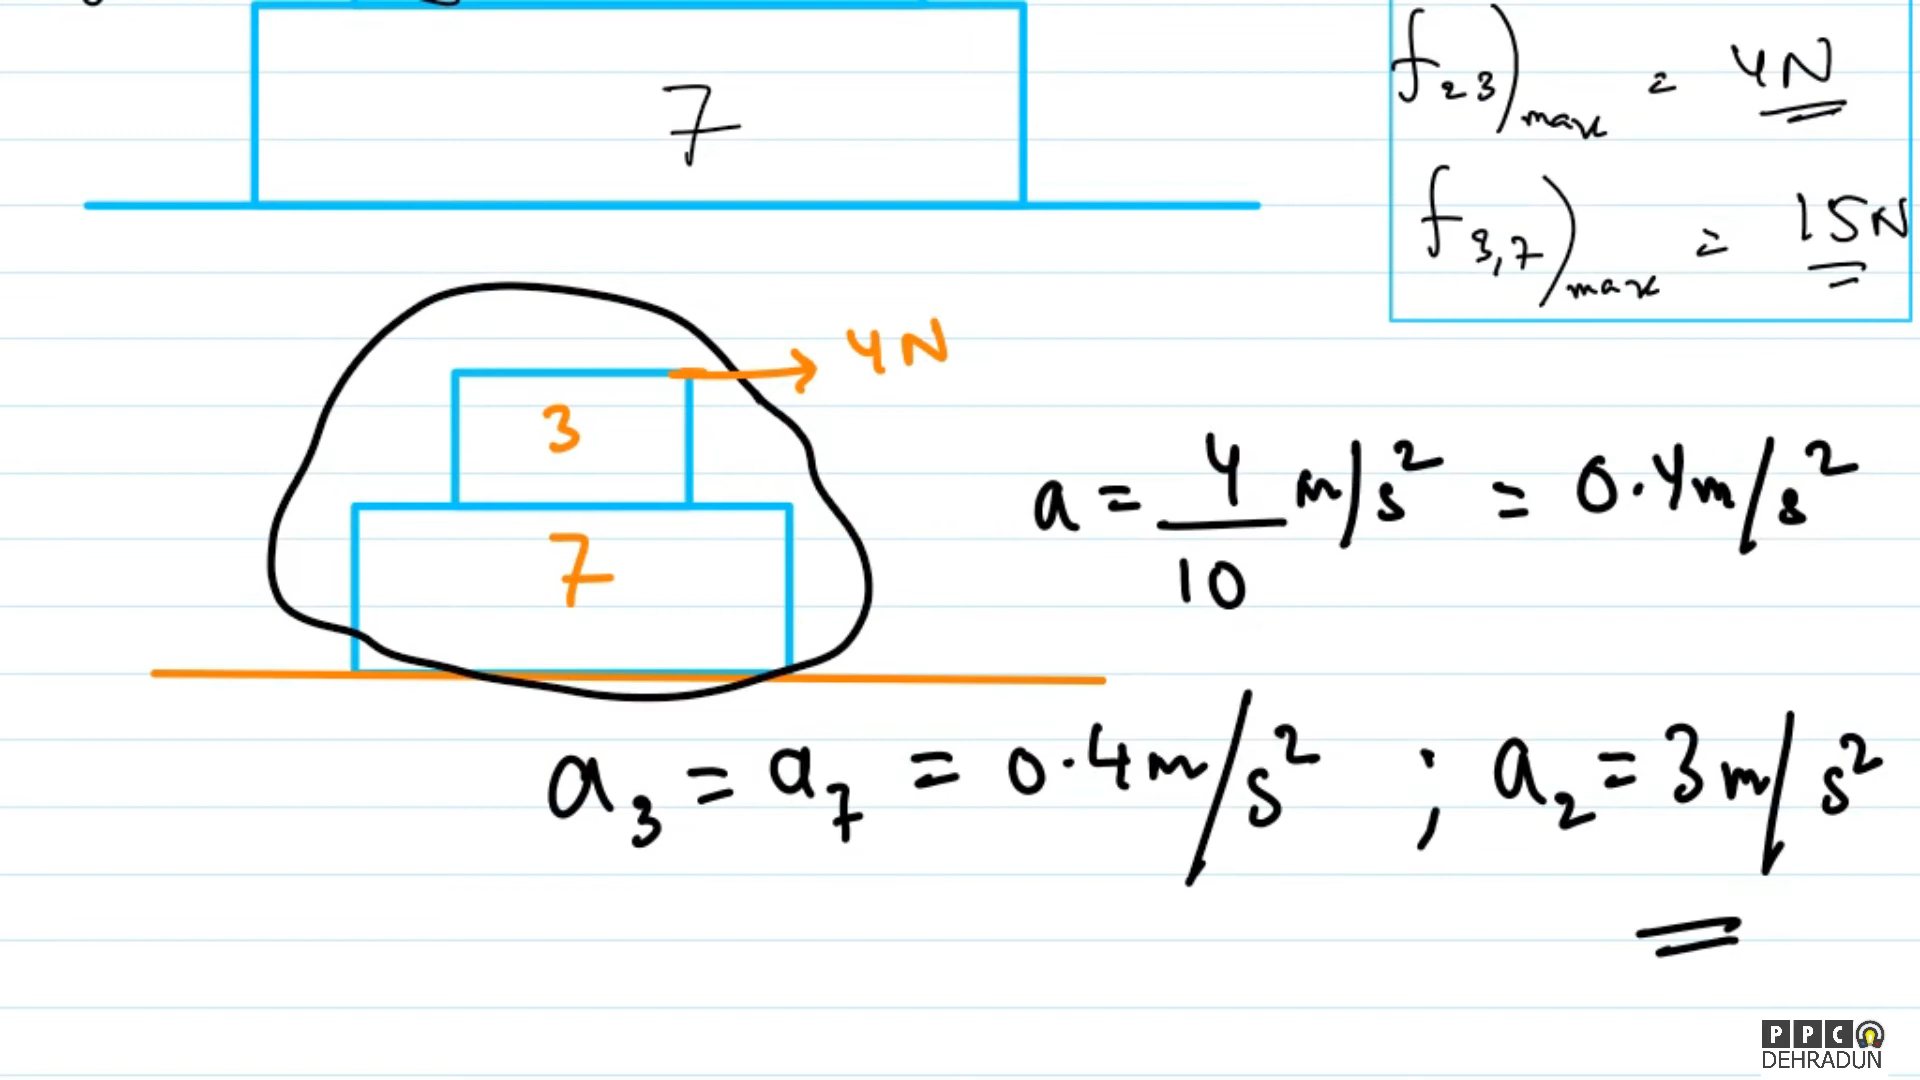 f₂₃)max = 4N
7
f₃,₇)max = 15N
4N
3
7
a = 4/10 m/s² = 0.4m/s²
a₃ = a₇ = 0.4m/s² ; a₂ = 3m/s²
PPC
DEHRADUN